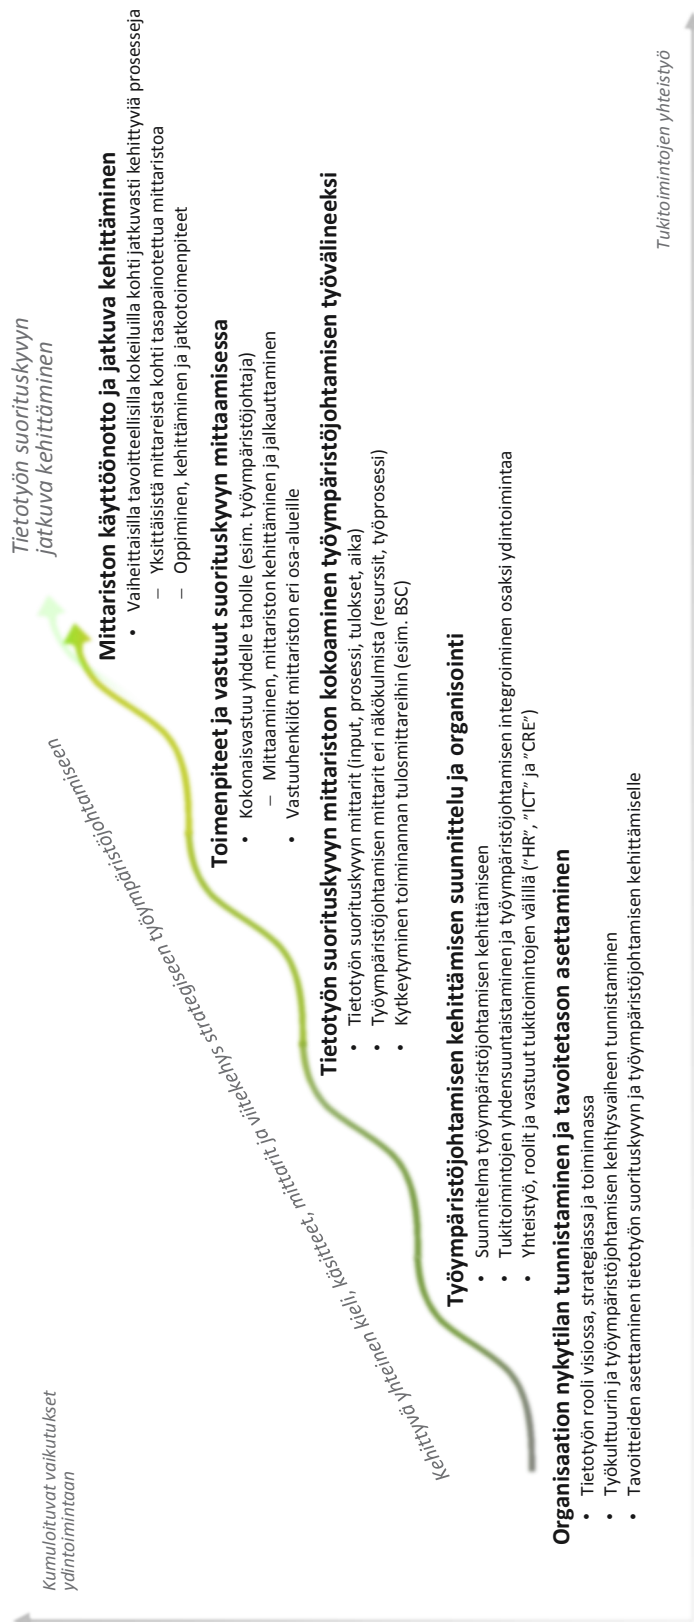 Kumuloituvat vaikutukset
ydintoimintaan
Tietotyön suorituskyvyn
jatkuva kehittäminen
Kehittyvä yhteinen kieli, käsitteet, mittarit ja viitekehys strategiseen työympäristöjohtamiseen
Mittariston käyttöönotto ja jatkuva kehittäminen
• Vaiheittaisilla tavoitteellisilla kokeiluilla kohti jatkuvasti kehittyviä prosesseja
– Yksittäisistä mittareista kohti tasapainotettua mittaristoa
– Oppiminen, kehittäminen ja jatkotoimenpiteet
Toimenpiteet ja vastuut suorituskyvyn mittaamisessa
• Kokonaisvastuu yhdelle taholle (esim. työympäristöjohtaja)
– Mittaaminen, mittariston kehittäminen ja jalkauttaminen
• Vastuuhenkilöt mittariston eri osa-alueille
Tietotyön suorituskyvyn mittariston kokoaminen työympäristöjohtamisen työvälineeksi
• Tietotyön suorituskyvyn mittarit (input, prosessi, tulokset, aika)
• Työympäristöjohtamisen mittarit eri näkökulmista (resurssit, työprosessi)
• Kytkeytyminen toiminannan tulosmittareihin (esim. BSC)
Työympäristöjohtamisen kehittämisen suunnittelu ja organisointi
• Suunnitelma työympäristöjohtamisen kehittämiseen
• Tukitoimintojen yhdensuuntaistaminen ja työympäristöjohtamisen integroiminen osaksi ydintoimintaa
• Yhteistyö, roolit ja vastuut tukitoimintojen välillä ("HR", "ICT" ja "CRE")
Organisaation nykytilan tunnistaminen ja tavoitetason asettaminen
• Tietotyön rooli visiossa, strategiassa ja toiminnassa
• Työkulttuurin ja työympäristöjohtamisen kehitysvaiheen tunnistaminen
• Tavoitteiden asettaminen tietotyön suorituskyvyn ja työympäristöjohtamisen kehittämiselle
Tukitoimintojen yhteistyö